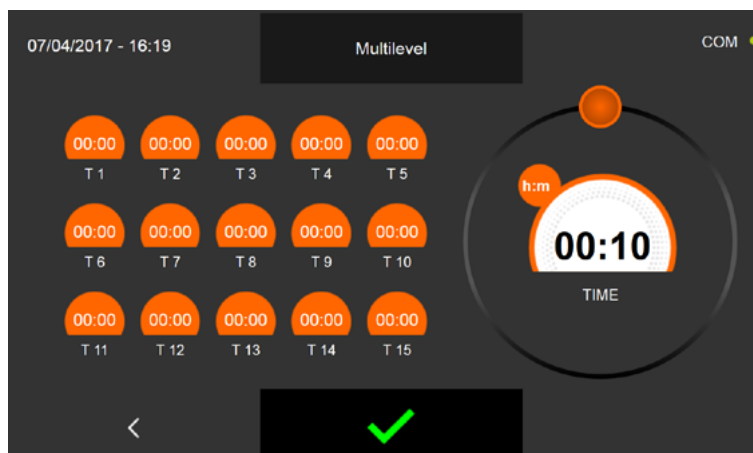 07/04/2017 - 16:19
Multilevel
COM
00:00 00:00 00:00 00:00 00:00
T 1 T 2 T 3 T 4 T 5
h:m
00:10
TIME
00:00 00:00 00:00 00:00 00:00
T 6 T 7 T 8 T 9 T 10
00:00 00:00 00:00 00:00 00:00
T 11 T 12 T 13 T 14 T 15